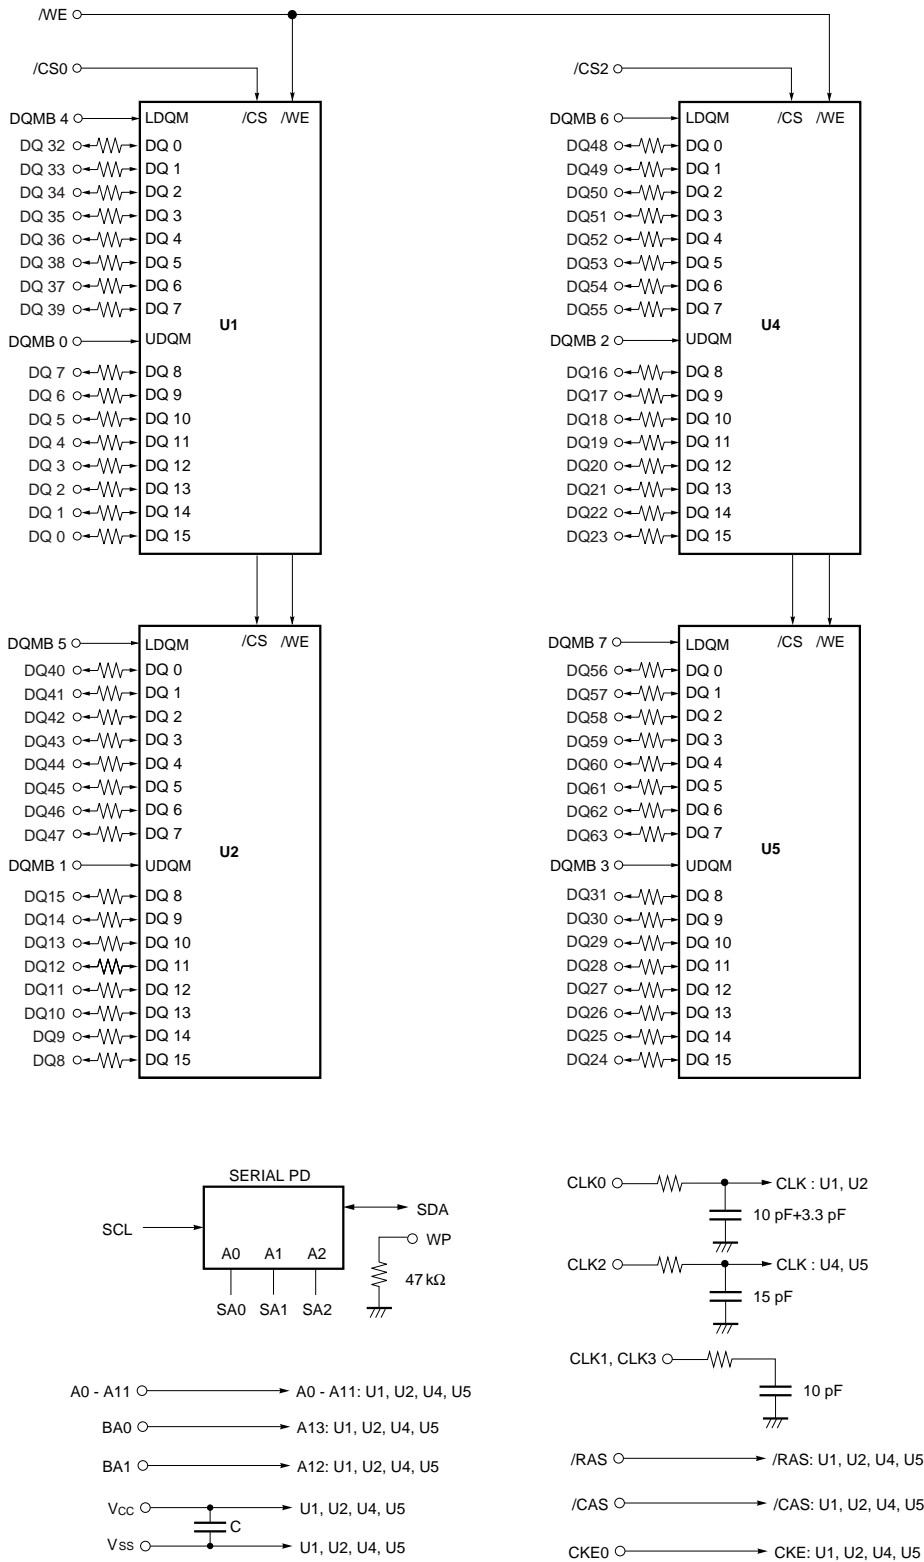 /WE
/CS0
/CS2
DQMB 4 LDQM /CS /WE
DQ 32 DQ 0
DQ 33 DQ 1
DQ 34 DQ 2
DQ 35 DQ 3
DQ 36 DQ 4
DQ 38 DQ 5
DQ 37 DQ 6
DQ 39 DQ 7
U1
DQMB 0 UDQM
DQ 7 DQ 8
DQ 6 DQ 9
DQ 5 DQ 10
DQ 4 DQ 11
DQ 3 DQ 12
DQ 2 DQ 13
DQ 1 DQ 14
DQ 0 DQ 15
DQMB 6 LDQM /CS /WE
DQ48 DQ 0
DQ49 DQ 1
DQ50 DQ 2
DQ51 DQ 3
DQ52 DQ 4
DQ53 DQ 5
DQ54 DQ 6
DQ55 DQ 7
U4
DQMB 2 UDQM
DQ16 DQ 8
DQ17 DQ 9
DQ18 DQ 10
DQ19 DQ 11
DQ20 DQ 12
DQ21 DQ 13
DQ22 DQ 14
DQ23 DQ 15
DQMB 5 LDQM /CS /WE
DQ40 DQ 0
DQ41 DQ 1
DQ42 DQ 2
DQ43 DQ 3
DQ44 DQ 4
DQ45 DQ 5
DQ46 DQ 6
DQ47 DQ 7
U2
DQMB 1 UDQM
DQ15 DQ 8
DQ14 DQ 9
DQ13 DQ 10
DQ12 DQ 11
DQ11 DQ 12
DQ10 DQ 13
DQ9 DQ 14
DQ8 DQ 15
DQMB 7 LDQM /CS /WE
DQ56 DQ 0
DQ57 DQ 1
DQ58 DQ 2
DQ59 DQ 3
DQ60 DQ 4
DQ61 DQ 5
DQ62 DQ 6
DQ63 DQ 7
U5
DQMB 3 UDQM
DQ31 DQ 8
DQ30 DQ 9
DQ29 DQ 10
DQ28 DQ 11
DQ27 DQ 12
DQ26 DQ 13
DQ25 DQ 14
DQ24 DQ 15
SERIAL PD
SCL
SDA
WP
A0 A1 A2
47 kΩ
SA0 SA1 SA2
CLK0 CLK : U1, U2
10 pF+3.3 pF
CLK2 CLK : U4, U5
15 pF
CLK1, CLK3
10 pF
A0 - A11 A0 - A11: U1, U2, U4, U5
BA0 A13: U1, U2, U4, U5
BA1 A12: U1, U2, U4, U5
Vcc U1, U2, U4, U5
C
Vss U1, U2, U4, U5
/RAS /RAS: U1, U2, U4, U5
/CAS /CAS: U1, U2, U4, U5
CKE0 CKE: U1, U2, U4, U5